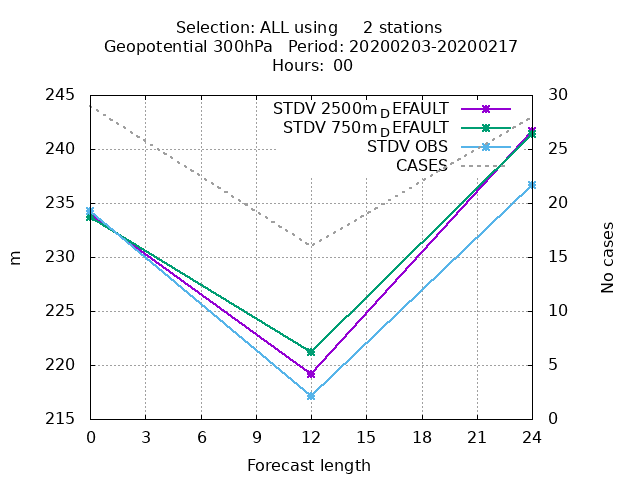 Selection: ALL using 2 stations
Geopotential 300hPa Period: 20200203-20200217
Hours: 00
STDV 2500m_DEFAULT
STDV 750m_DEFAULT
STDV OBS
CASES
245
240
235
230
225
220
215
30
25
20
15
10
5
0
m
No cases
0 3 6 9 12 15 18 21 24
Forecast length